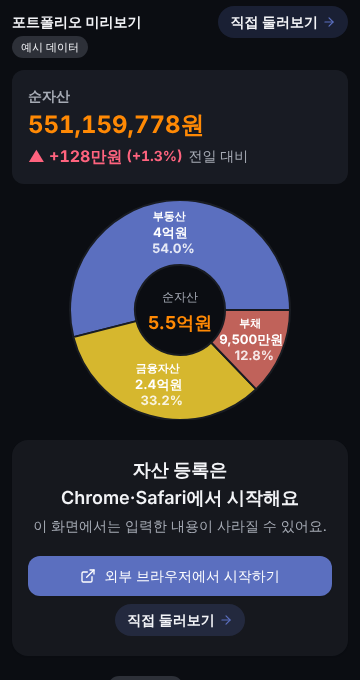 포트폴리오 미리보기
직접 둘러보기 →
예시 데이터
순자산
551,159,778원
▲ +128만원 (+1.3%) 전일 대비
부동산
4억원
54.0%
순자산
5.5억원
부채
9,500만원
12.8%
금융자산
2.4억원
33.2%
자산 등록은
Chrome·Safari에서 시작해요
이 화면에서는 입력한 내용이 사라질 수 있어요.
외부 브라우저에서 시작하기
직접 둘러보기 →